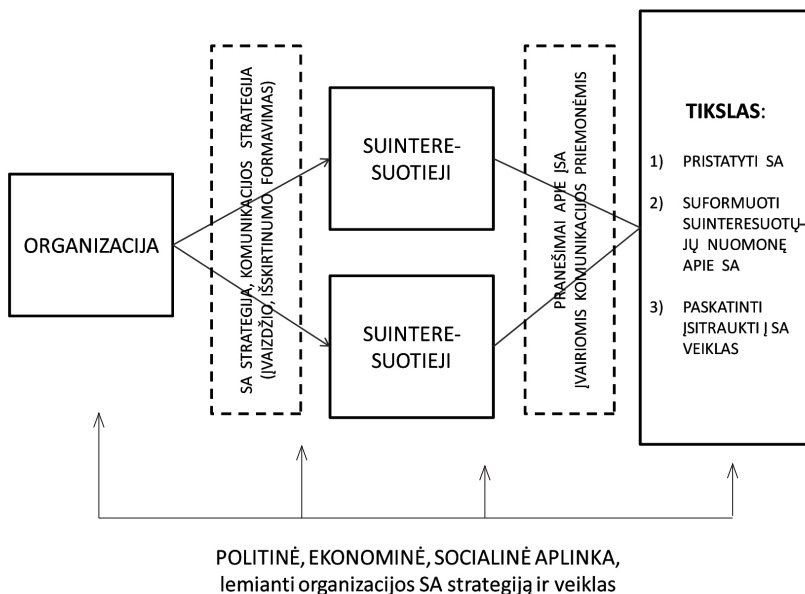 ORGANIZACIJA
SA STRATEGIJA, KOMUNIKACIJOS STRATEGIJA
(ĮVAIZDŽIO, IŠSKIRTINUMO FORMAVIMAS)
SUINTERE-
SUOTIEJI
SUINTERE-
SUOTIEJI
PRANEŠIMAI APIE ĮSA
ĮVAIRIOMIS KOMUNIKACIJOS PRIEMONĖMIS
TIKSLAS:
1) PRISTATYTI SA
2) SUFORMUOTI
SUINTERESUOTŲ-
JŲ NUOMONĘ
APIE SA
3) PASKATINTI
ĮSITRAUKTI Į SA
VEIKLAS
POLITINĖ, EKONOMINĖ, SOCIALINĖ APLINKA,
lemianti organizacijos SA strategiją ir veiklas